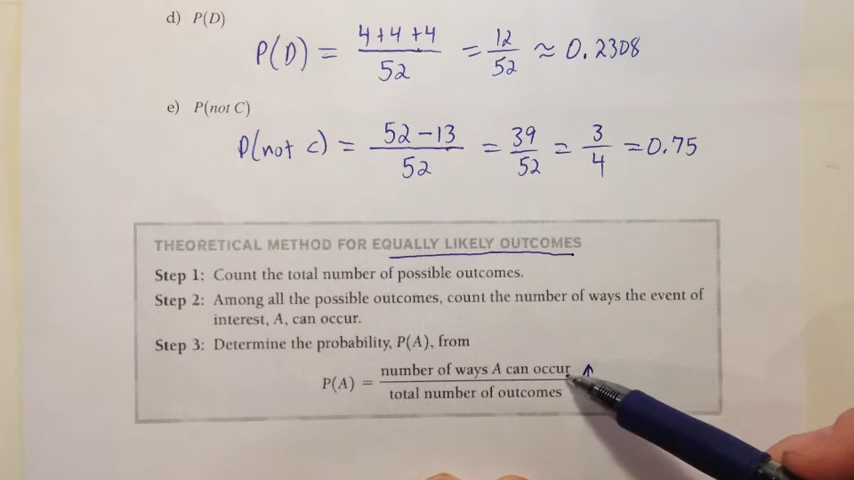 d) P(D)
P(D) = 4+4+4 / 52 = 12/52 ≈ 0.2308
e) P(not C)
P(not C) = 52-13 / 52 = 39/52 = 3/4 = 0.75
THEORETICAL METHOD FOR EQUALLY LIKELY OUTCOMES
Step 1: Count the total number of possible outcomes.
Step 2: Among all the possible outcomes, count the number of ways the event of
interest, A, can occur.
Step 3: Determine the probability, P(A), from
P(A) = number of ways A can occur / total number of outcomes ↑